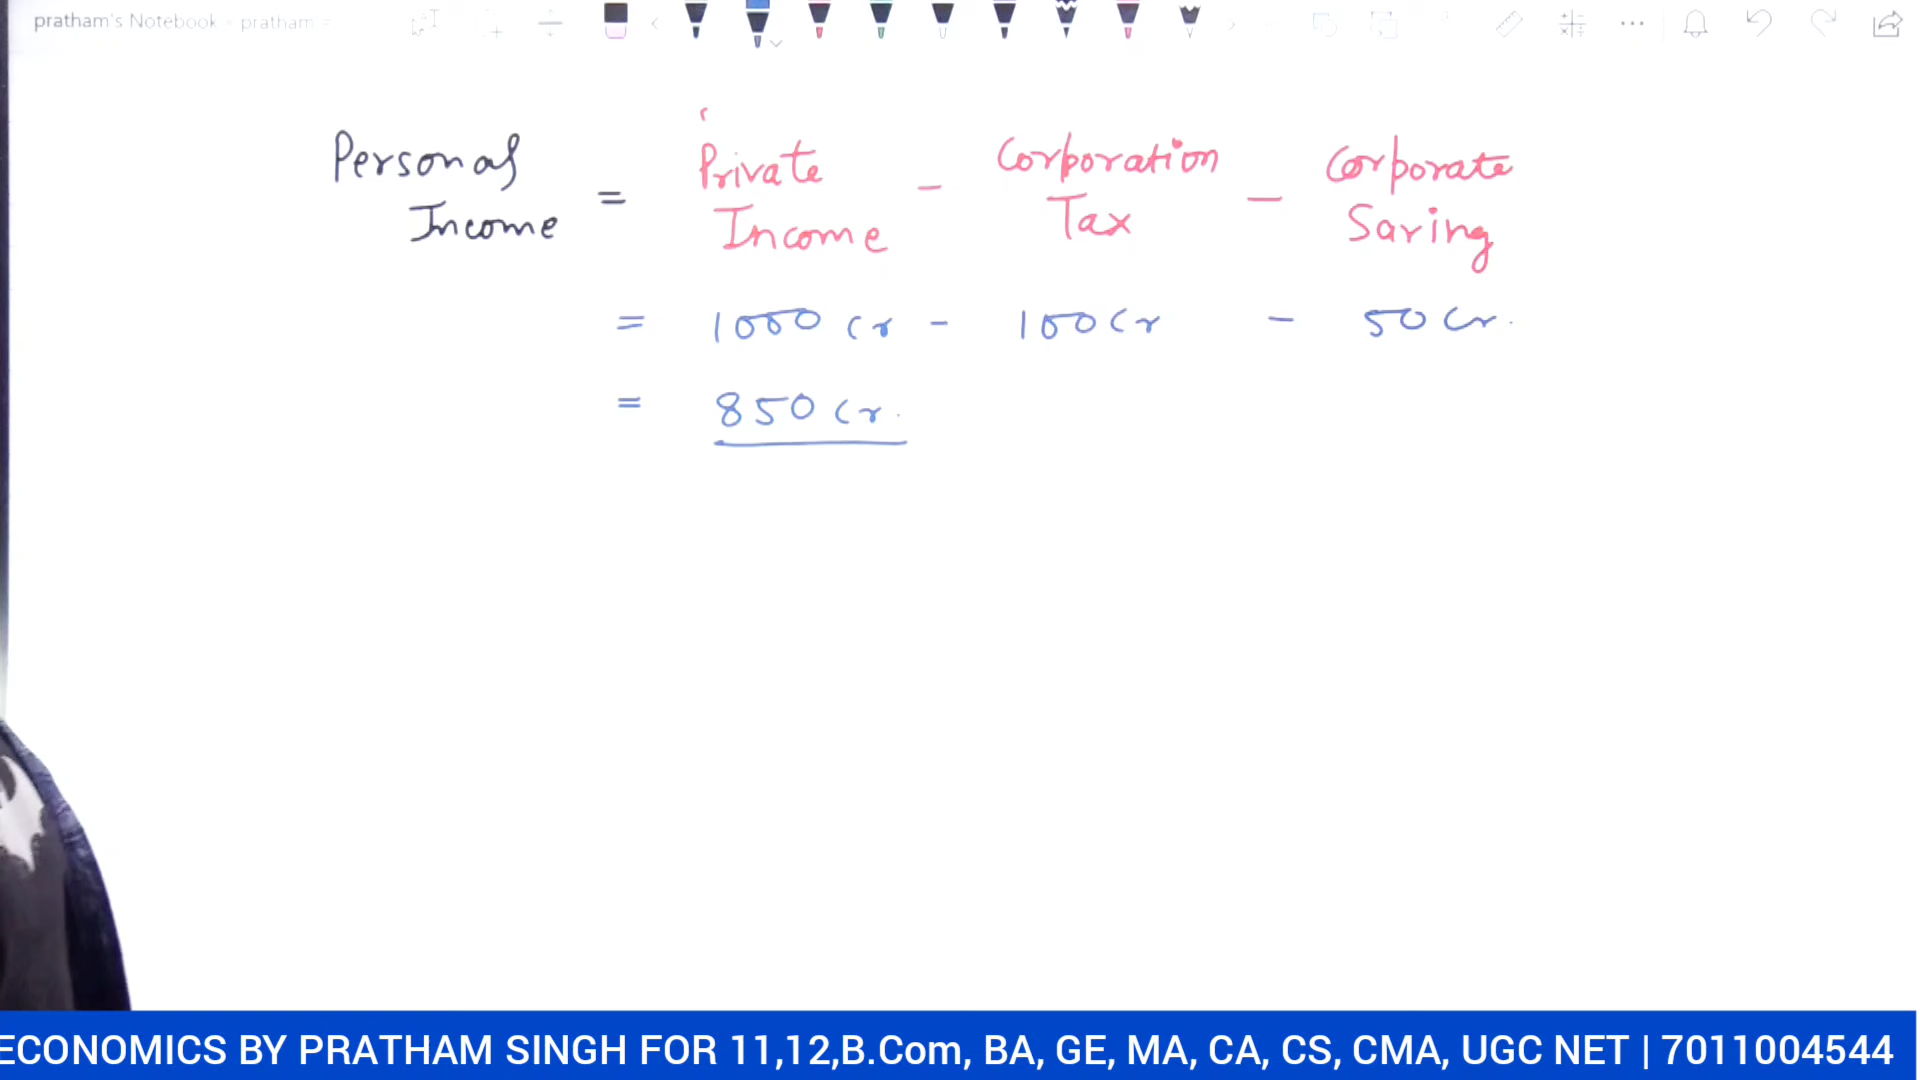 pratham's Notebook - pratham
Personal Income = Private Income - Corporation Tax - Corporate Saving
= 1000 Cr - 100 Cr - 50 Cr.
= 850 Cr.
ECONOMICS BY PRATHAM SINGH FOR 11,12,B.Com, BA, GE, MA, CA, CS, CMA, UGC NET | 7011004544